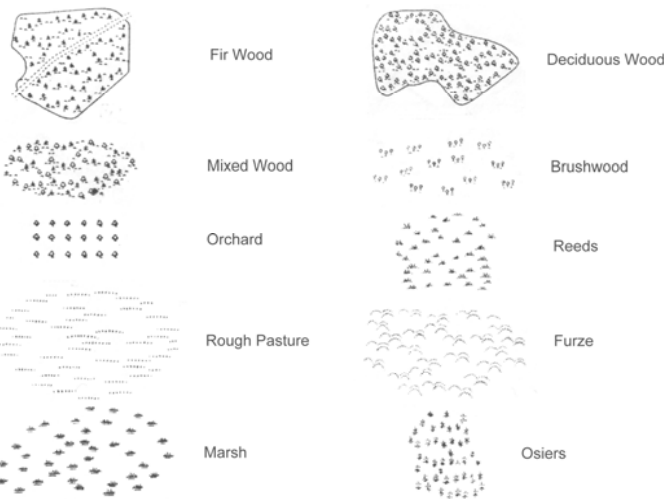 Fir Wood
Deciduous Wood
Mixed Wood
Brushwood
Orchard
Reeds
Rough Pasture
Furze
Marsh
Osiers